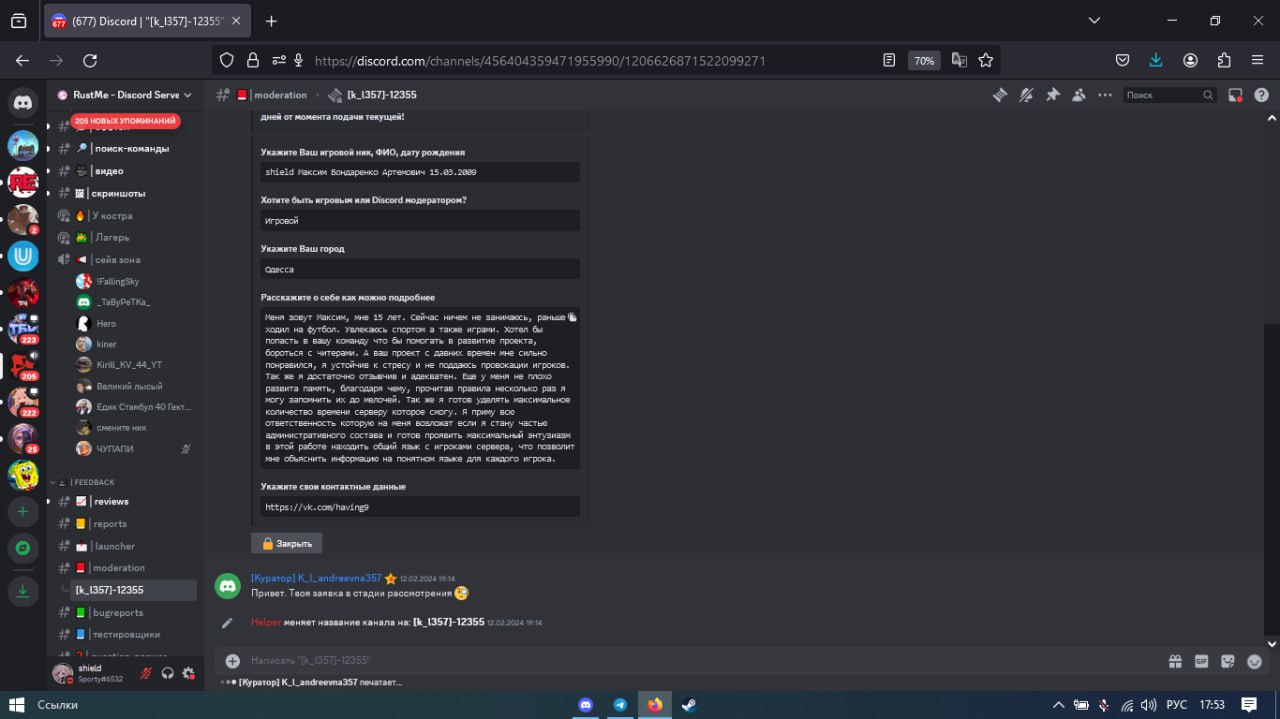 677
(677) Discord | "[k_l357]-12355"
https://discord.com/channels/456404359471955990/1206626871522099271
70%
RustMe - Discord Serve
| moderation
[k_l357]-12355
Поиск
205 НОВЫХ УПОМИНАНИЙ
| поиск-команды
| видео
| скриншоты
| У костра
| Лагерь
| сейв зона
!FallingSky
_TaByPeTKa_
Hero
kiner
Kirill_KV_44_YT
Великий лысый
Едик Стамбул 40 Гект...
смените ник
ЧУПАПИ
| FEEDBACK
| reviews
| reports
| launcher
| moderation
[k_l357]-12355
| bugreports
| тестировщики
2
223
205
222
25
shield
Sporty#6532
дней от момента подачи текущей!
Укажите Ваш игровой ник, ФИО, дату рождения
shield Максим Бондаренко Артемович 15.03.2009
Хотите быть игровым или Discord модератором?
Игровой
Укажите Ваш город
Одесса
Расскажите о себе как можно подробнее
Меня зовут Максим, мне 15 лет. Сейчас ничем не занимаюсь, раньше
ходил на футбол. Увлекаюсь спортом а также играми. Хотел бы
попасть в вашу команду что бы помогать в развитие проекта,
бороться с читерами. А ваш проект с давних времен мне сильно
понравился, я устойчив к стресу и не поддаюсь провокации игроков.
Так же я достаточно отзывчив и адекватен. Еще у меня не плохо
развита память, благодаря чему, прочитав правила несколько раз я
могу запомнить их до мелочей. Так же я готов уделять максимальное
количество времени серверу которое смогу. Я приму всю
ответственность которую на меня возложат если я стану частью
административного состава и готов проявить максимальный энтузиазм
в этой работе находить общий язык с игроками сервера, что позволит
мне объяснить информацию на понятном языке для каждого игрока.
Укажите свои контактные данные
https://vk.com/having9
Закрыть
[Куратор] K_l_andreevna357 12.02.2024 19:14
Привет. Твоя заявка в стадии рассмотрения
Helper меняет название канала на: [k_l357]-12355 12.02.2024 19:14
Написать "[k_l357]-12355"
GIF
[Куратор] K_l_andreevna357 печатает...
Ссылки
РУС
17:53